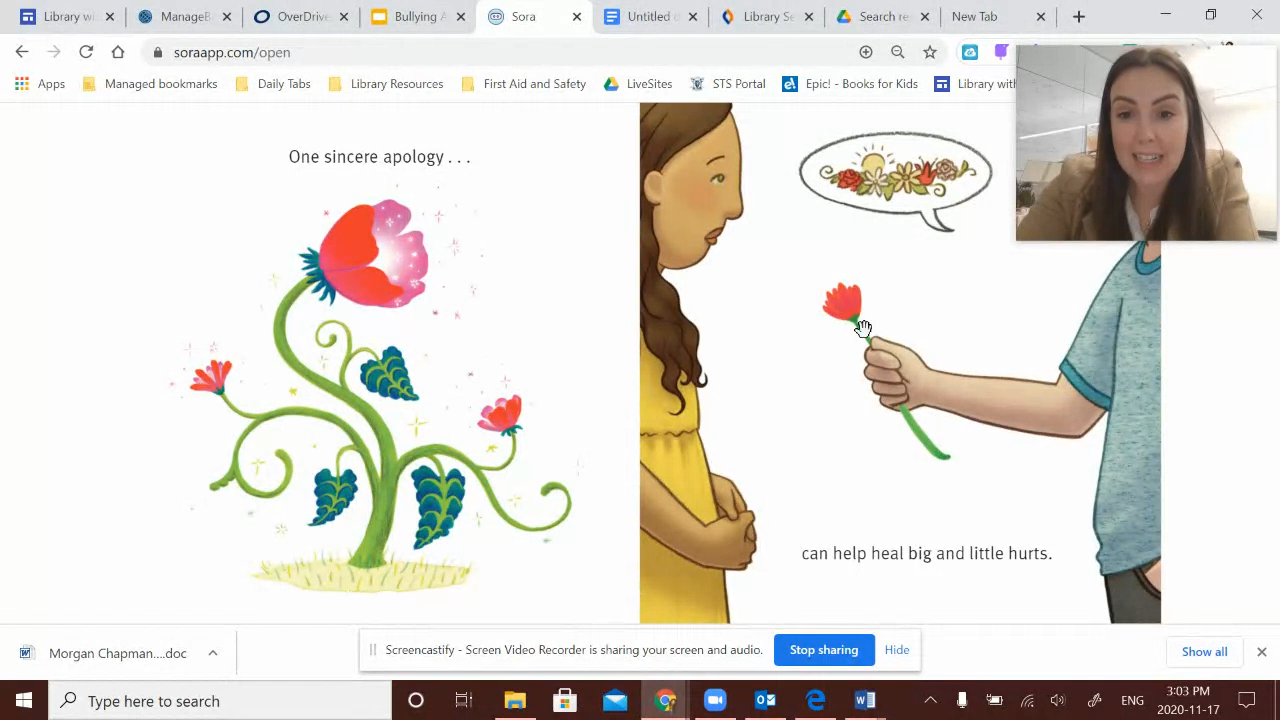 Library w
ManageB
OverDrive
Bullying A
Sora
Untitled
Library Se
Search re
New Tab
soraapp.com/open
Apps
Managed bookmarks
Daily Tabs
Library Resources
First Aid and Safety
LiveSites
STS Portal
Epic! - Books for Kids
Library with
One sincere apology . . .
can help heal big and little hurts.
Screencastify - Screen Video Recorder is sharing your screen and audio.
Stop sharing
Hide
Morgan Chapman....doc
Show all
Type here to search
ENG
3:03 PM
2020-11-17